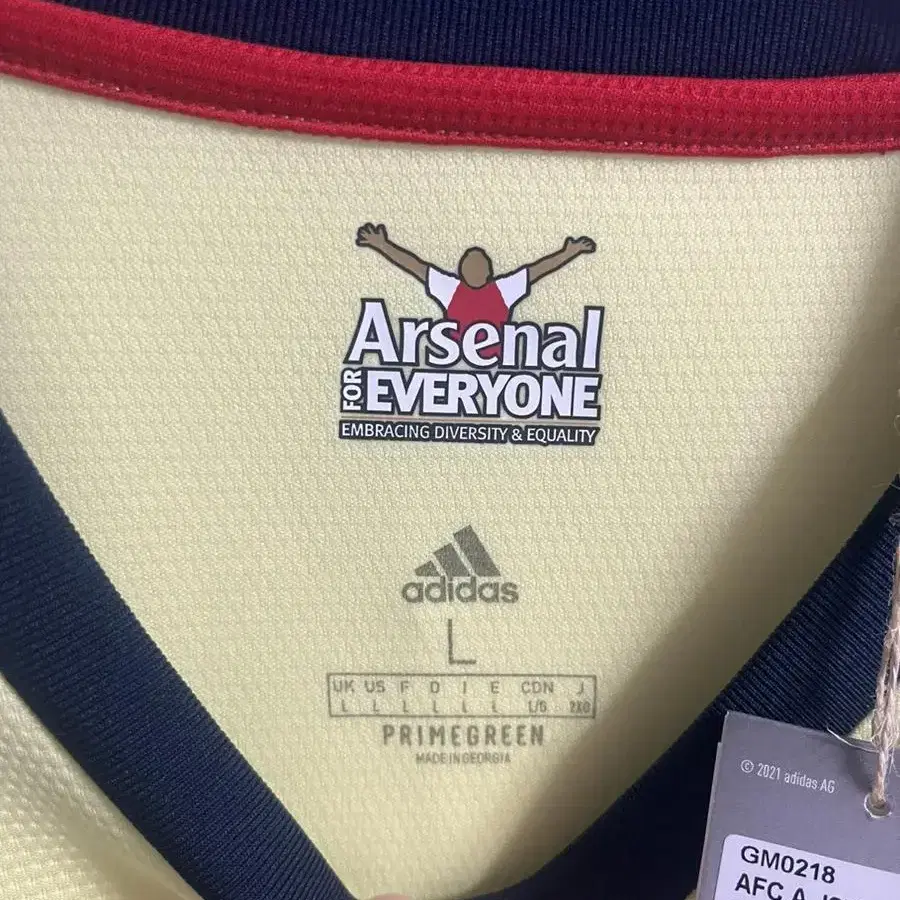 Arsenal
FOR EVERYONE
EMBRACING DIVERSITY & EQUALITY
adidas
L
UK US F D I E CDN J
L L L L L L L/G 2XO
PRIMEGREEN
MADE IN GEORGIA
© 2021 adidas AG
GM0218
AFC A